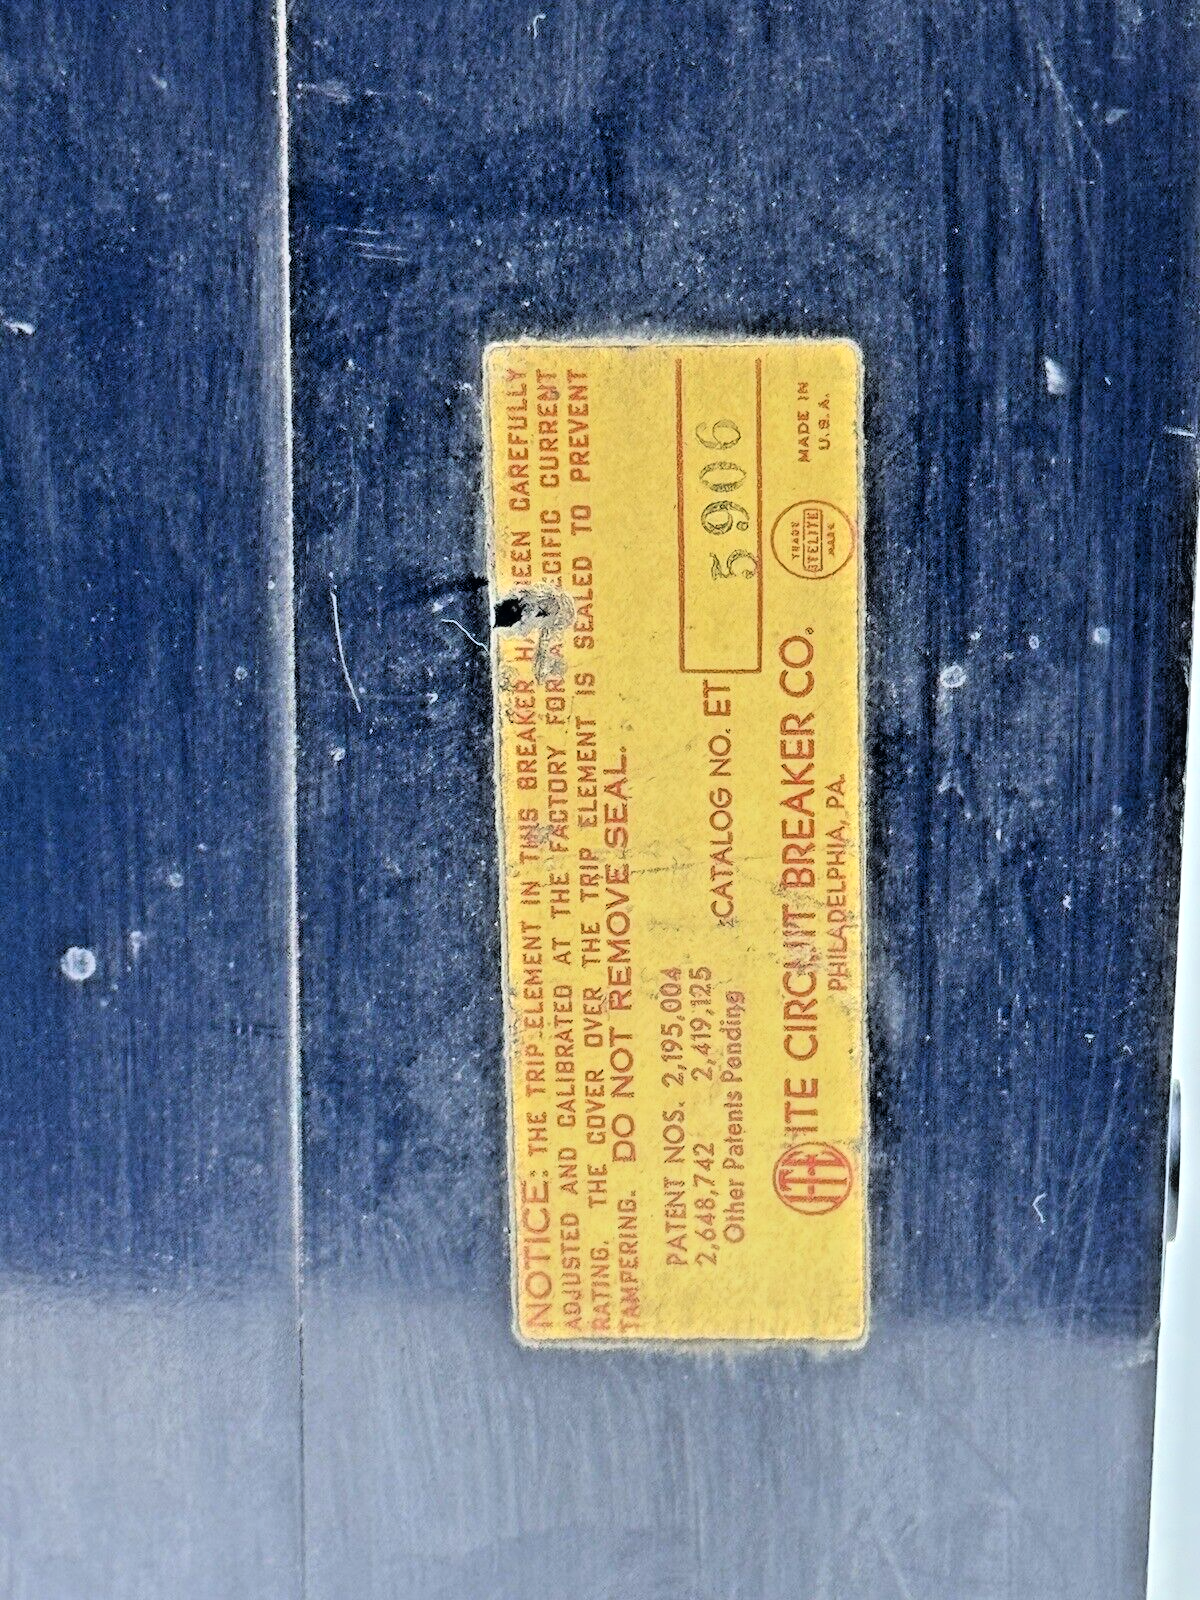 NOTICE: THE TRIP ELEMENT IN THIS BREAKER HAS BEEN CAREFULLY
ADJUSTED AND CALIBRATED AT THE FACTORY FOR A SPECIFIC CURRENT
RATING. THE COVER OVER THE TRIP ELEMENT IS SEALED TO PREVENT
TAMPERING. DO NOT REMOVE SEAL.
PATENT NOS. 2,195,004
2,648,742 2,419,125
Other Patents Pending
CATALOG NO. ET 5906
I-T-E ITE CIRCUIT BREAKER CO.
PHILADELPHIA, PA.
TRADE
ITELITE
MARK
MADE IN
U.S.A.